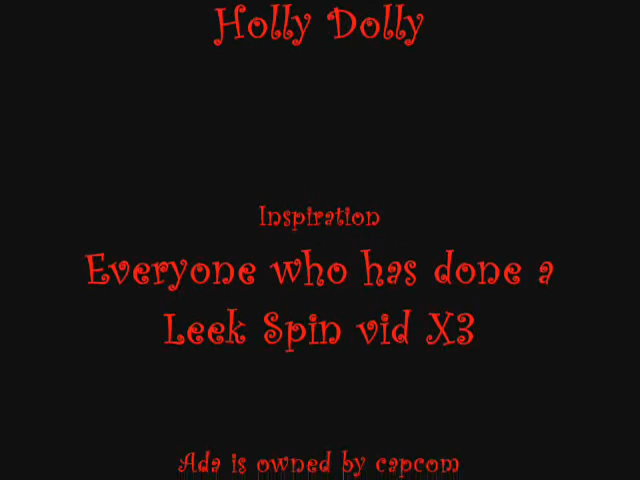 Holly Dolly
Inspiration
Everyone who has done a
Leek Spin vid X3
Ada is owned by capcom